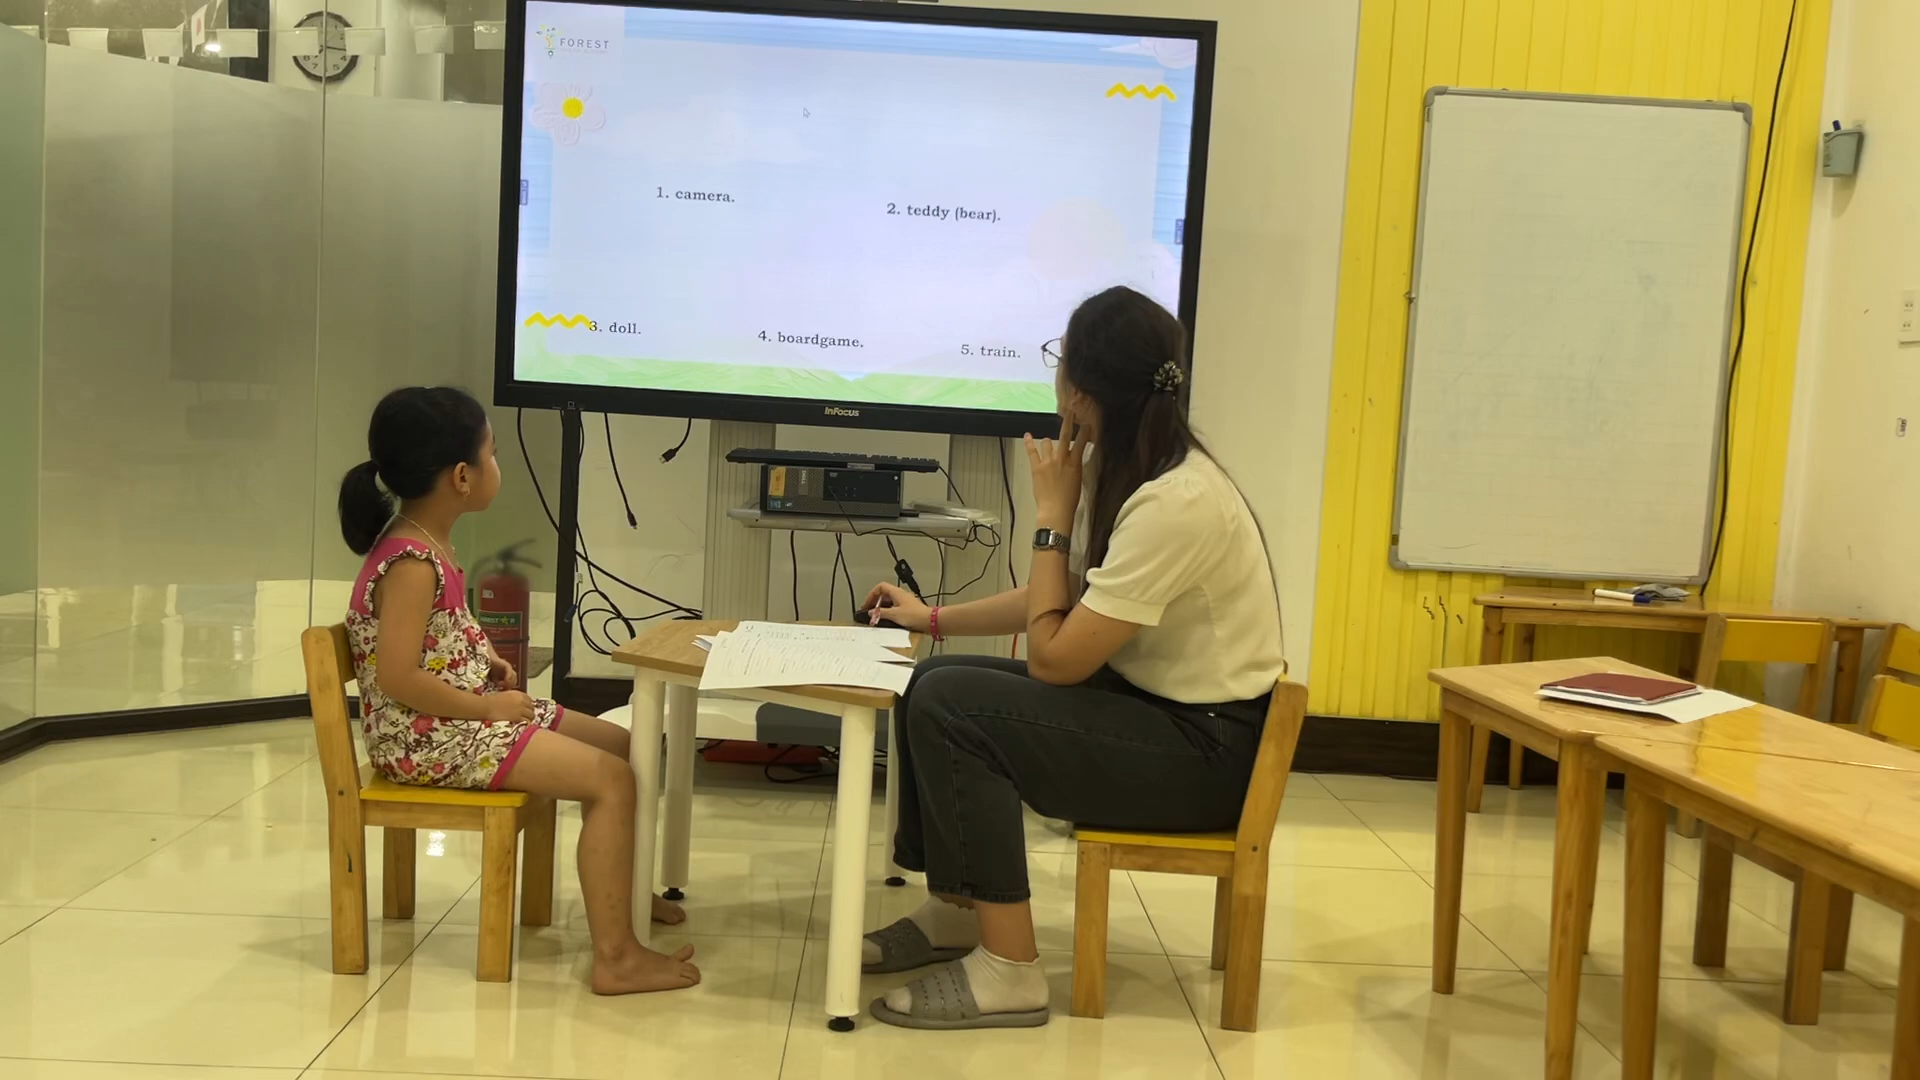 FOREST
1. camera.
2. teddy (bear).
3. doll.
4. boardgame.
5. train.
InFocus